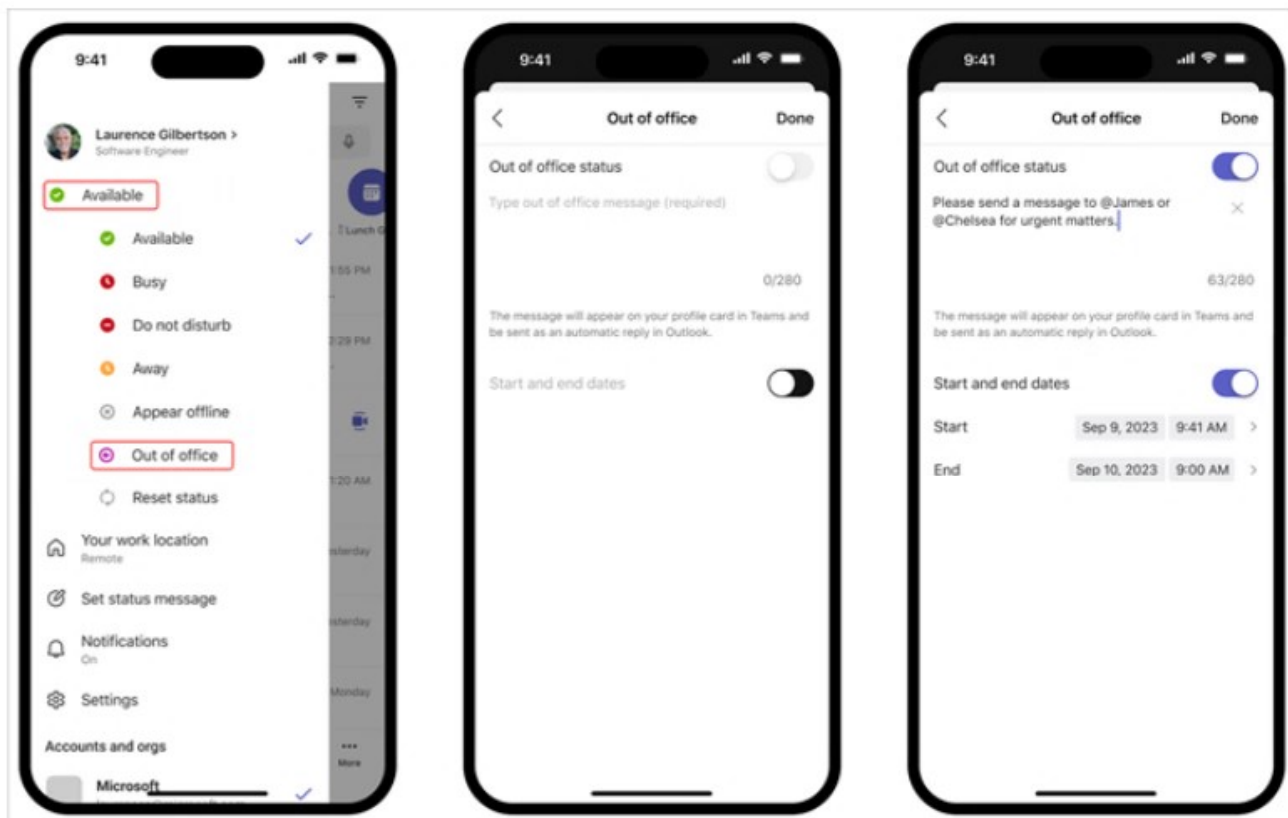 9:41
Laurence Gilbertson >
Software Engineer
Available
Available
Busy
Do not disturb
Away
Appear offline
Out of office
Reset status
Your work location
Remote
Set status message
Notifications
On
Settings
Accounts and orgs
Microsoft
Lunch
1:55 PM
2:29 PM
1:20 AM
Monday
More
9:41
Out of office
Done
Out of office status
Type out of office message (required)
0/280
The message will appear on your profile card in Teams and
be sent as an automatic reply in Outlook.
Start and end dates
9:41
Out of office
Done
Out of office status
Please send a message to @James or
@Chelsea for urgent matters.
63/280
The message will appear on your profile card in Teams and
be sent as an automatic reply in Outlook.
Start and end dates
Start
Sep 9, 2023
9:41 AM
End
Sep 10, 2023
9:00 AM